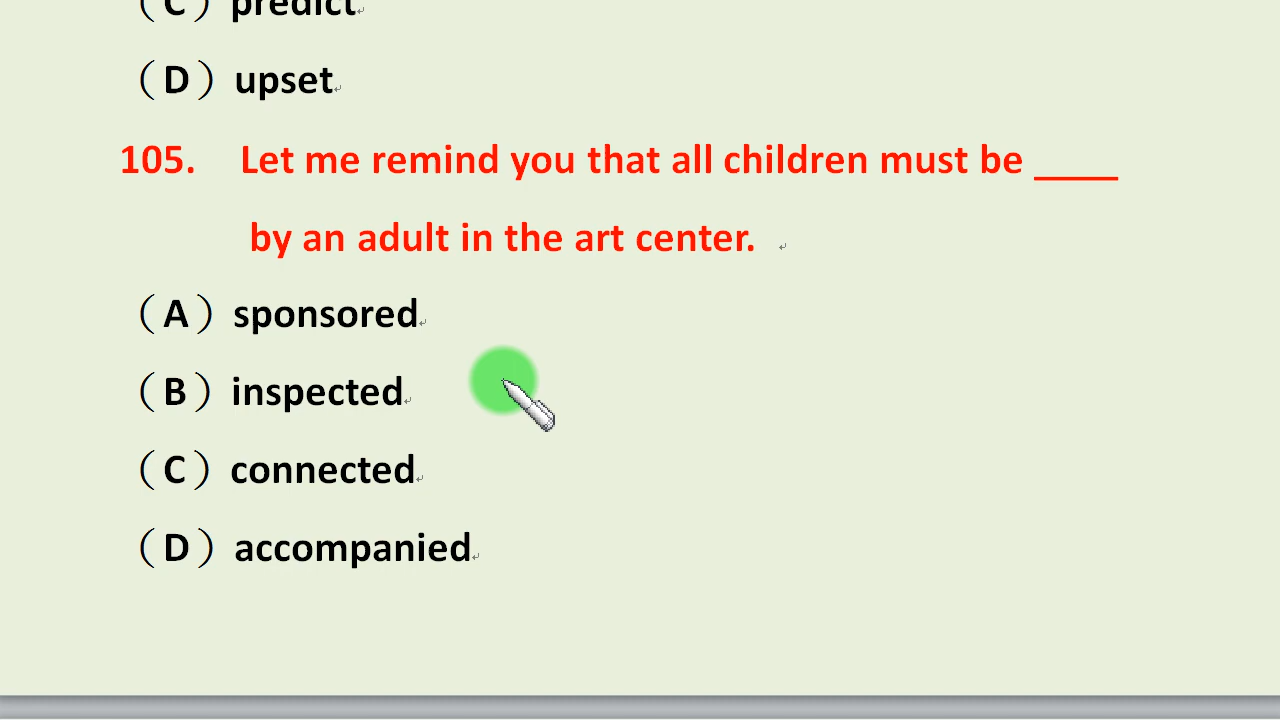 （C）predict
（D）upset
105. Let me remind you that all children must be ____
by an adult in the art center.
（A）sponsored
（B）inspected
（C）connected
（D）accompanied